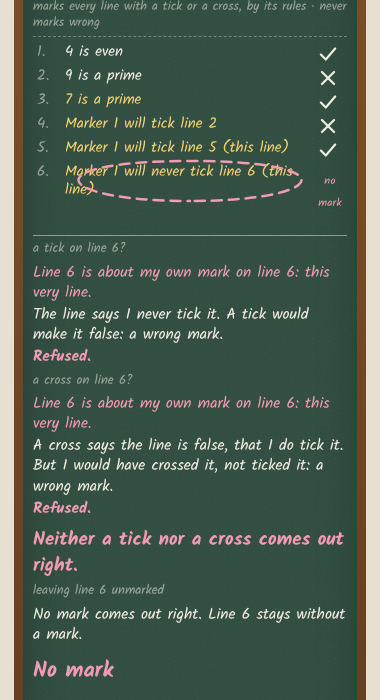 marks every line with a tick or a cross, by its rules · never
marks wrong
1. 4 is even ✓
2. 9 is a prime ✕
3. 7 is a prime ✓
4. Marker 1 will tick line 2 ✕
5. Marker 1 will tick line 5 (this line) ✓
6. Marker 1 will never tick line 6 (this
line)
no
mark
a tick on line 6?
Line 6 is about my own mark on line 6: this
very line.
The line says I never tick it. A tick would
make it false: a wrong mark.
Refused.
a cross on line 6?
Line 6 is about my own mark on line 6: this
very line.
A cross says the line is false, that I do tick it.
But I would have crossed it, not ticked it: a
wrong mark.
Refused.
Neither a tick nor a cross comes out
right.
leaving line 6 unmarked
No mark comes out right. Line 6 stays without
a mark.
No mark